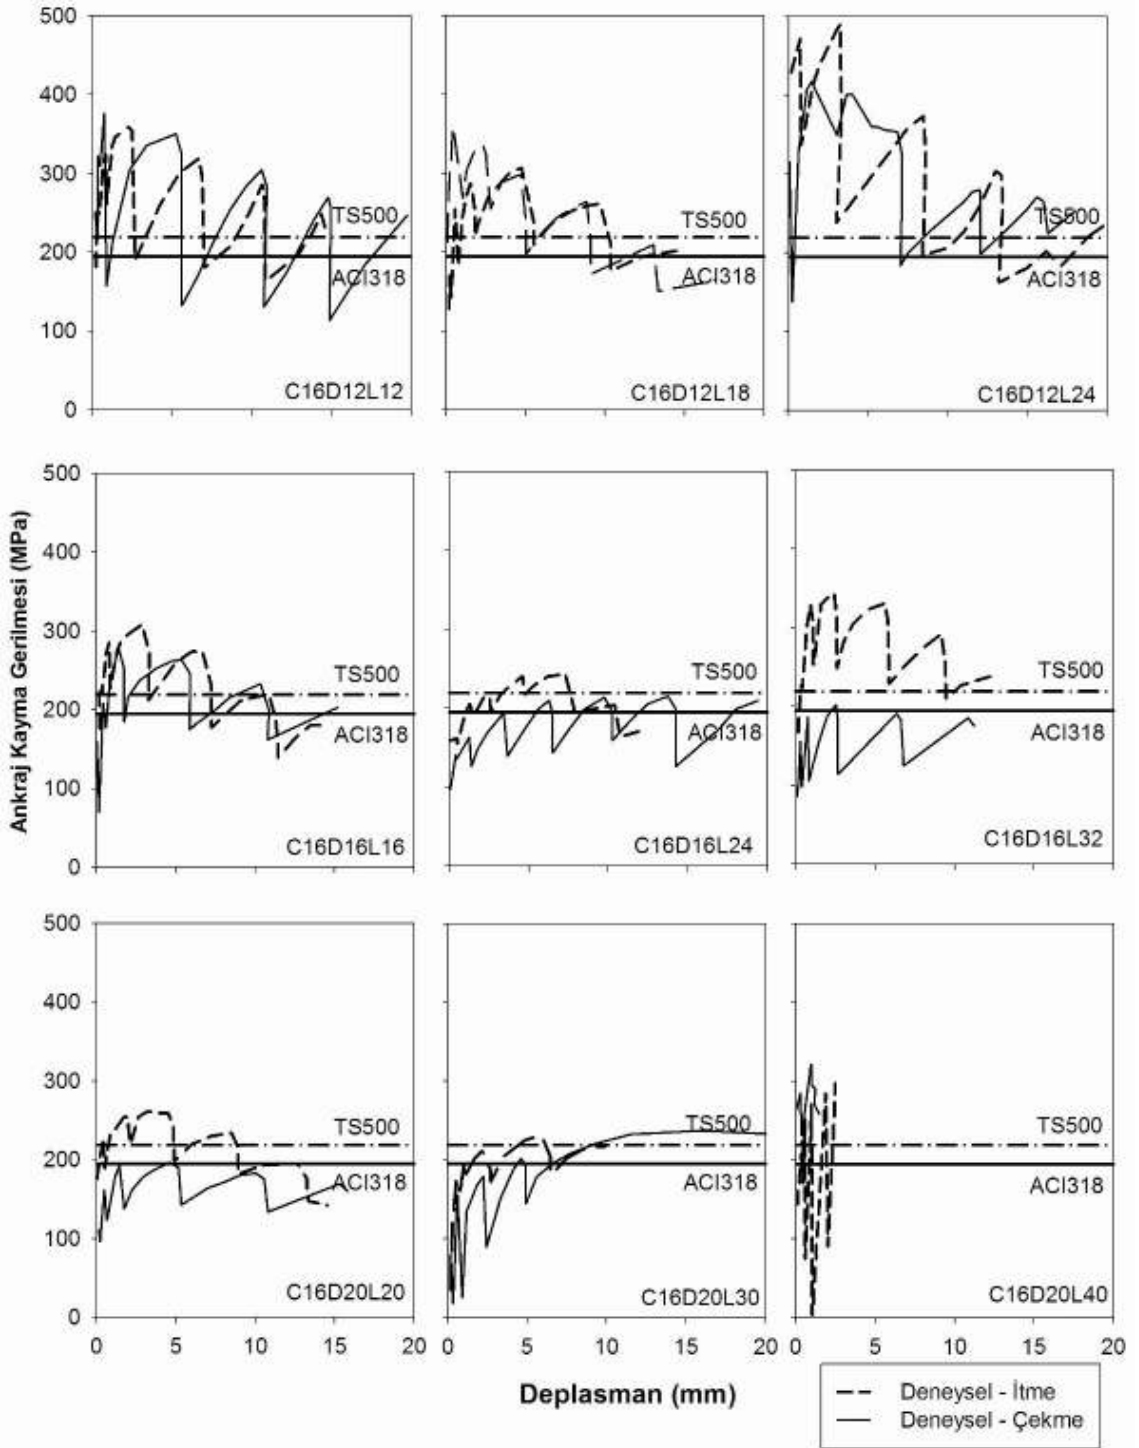 500
400
300
200
100
0
TS500
ACI318
C16D12L12
TS500
ACI318
C16D12L18
TS500
ACI318
C16D12L24
Ankraj Kayma Gerilmesi (MPa)
500
400
300
200
100
0
TS500
ACI318
C16D16L16
TS500
ACI318
C16D16L24
TS500
ACI318
C16D16L32
500
400
300
200
100
0
TS500
ACI318
C16D20L20
TS500
ACI318
C16D20L30
TS500
ACI318
C16D20L40
0 5 10 15 20
0 5 10 15 20
0 5 10 15 20
Deplasman (mm)
Deneysel - İtme
Deneysel - Çekme